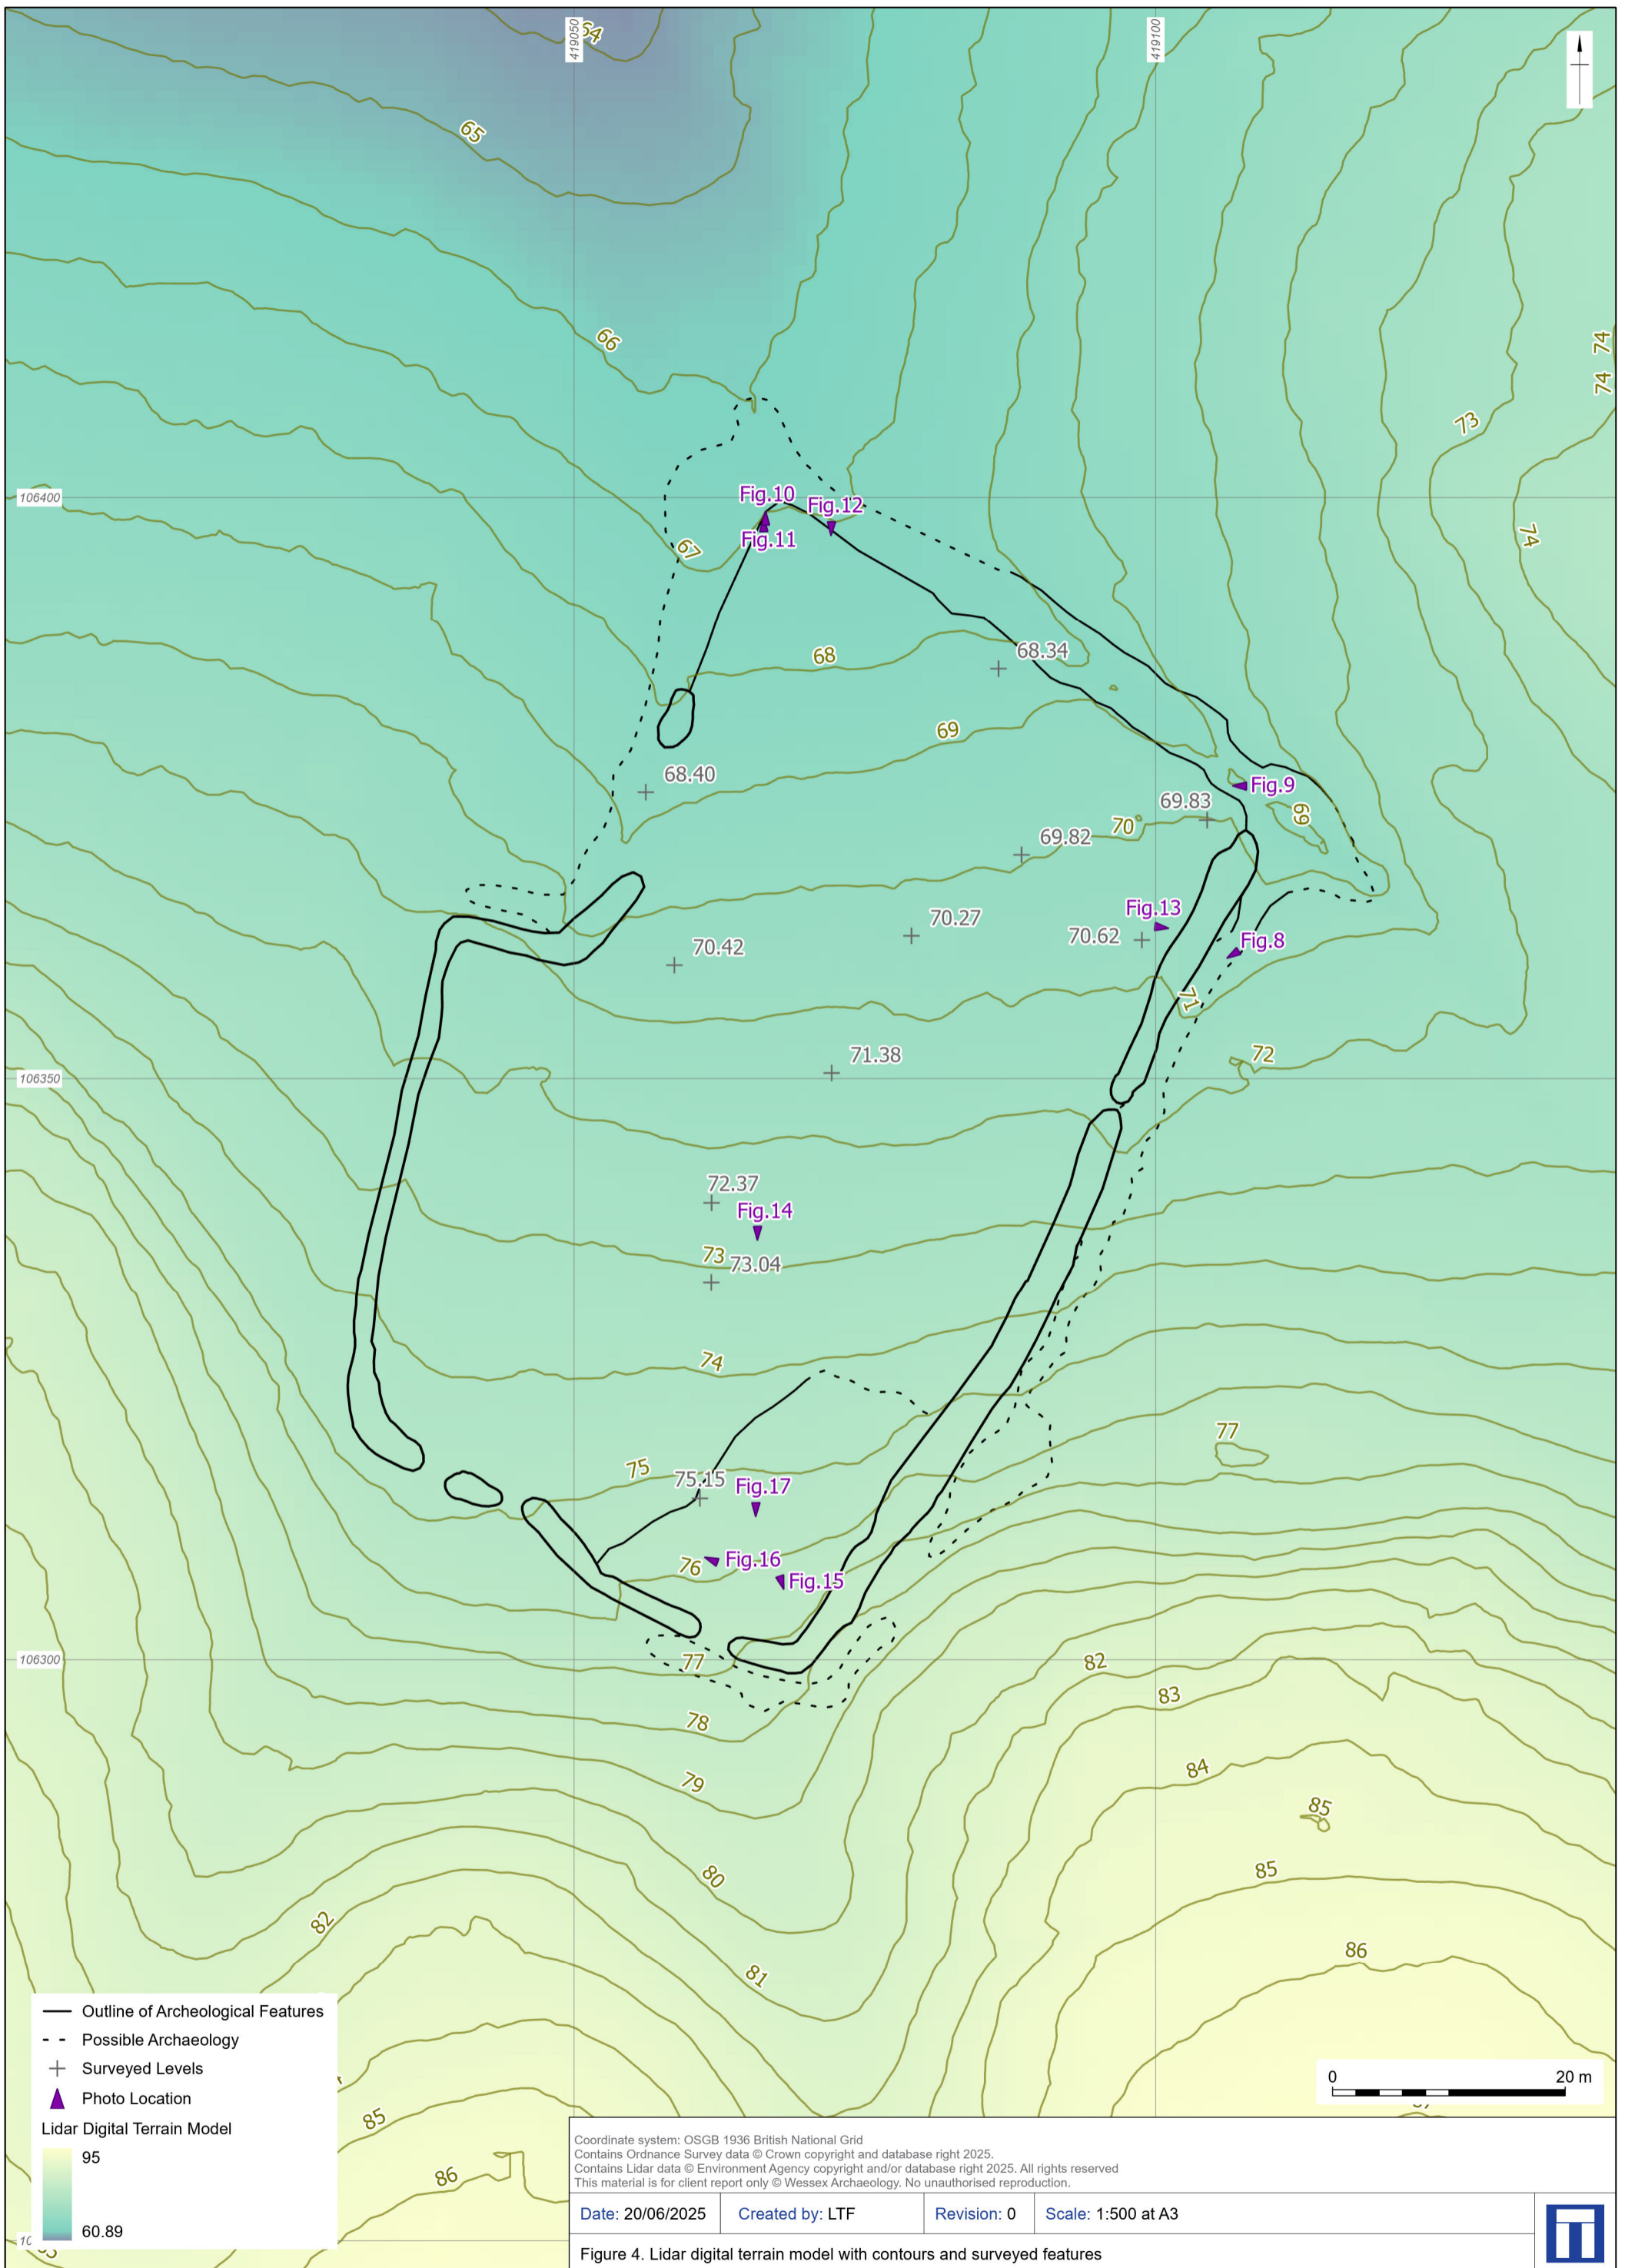 64
419050
419100
65
66
74
74
73
106400
Fig.10
Fig.12
Fig.11
67
74
68
68.34
69
68.40
Fig.9
69.83
69
70
69.82
Fig.13
70.27
70.62
Fig.8
70.42
71
71.38
72
106350
72.37
Fig.14
73
73.04
74
77
75
75.15
Fig.17
76
Fig.16
Fig.15
106300
77
82
83
78
84
79
85
80
85
82
86
81
Outline of Archeological Features
Possible Archaeology
Surveyed Levels
Photo Location
Lidar Digital Terrain Model
95
60.89
0 20 m
85
86
Coordinate system: OSGB 1936 British National Grid
Contains Ordnance Survey data © Crown copyright and database right 2025.
Contains Lidar data © Environment Agency copyright and/or database right 2025. All rights reserved
This material is for client report only © Wessex Archaeology. No unauthorised reproduction.
Date: 20/06/2025 Created by: LTF Revision: 0 Scale: 1:500 at A3
Figure 4. Lidar digital terrain model with contours and surveyed features